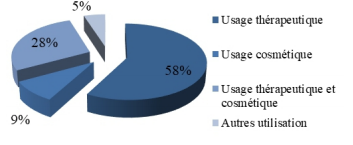 5%
28%
58%
9%
Usage thérapeutique
Usage cosmétique
Usage thérapeutique et
cosmétique
Autres utilisation